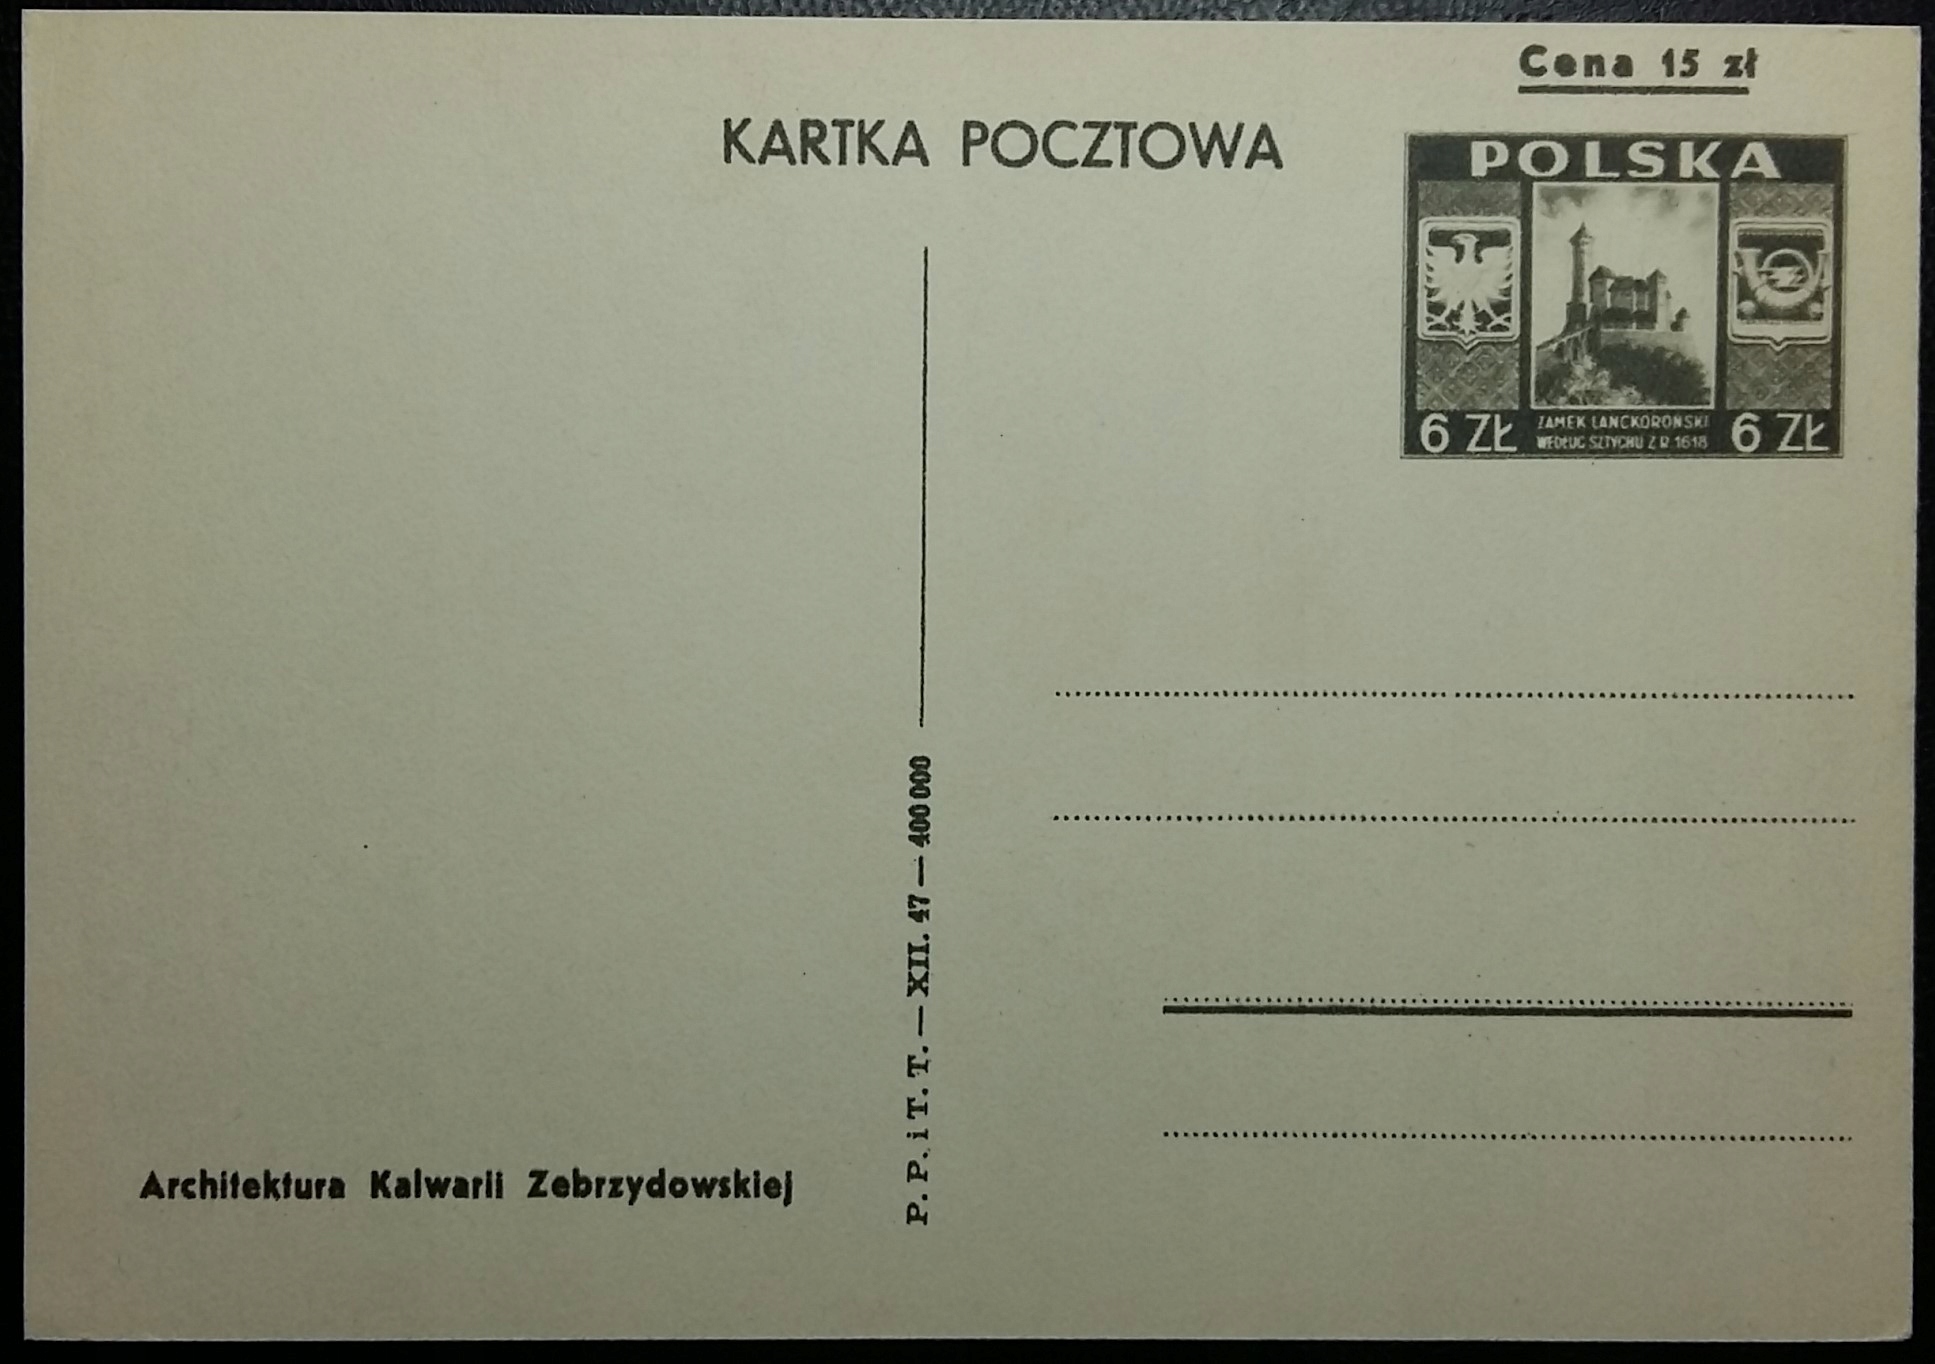 Cena 15 zł
KARTKA POCZTOWA
POLSKA
6 ZŁ
ZAMEK LANCKOROŃSKI
WEDŁUG SZTYCHU Z R. 1618
6 ZŁ
P. P. i T. T. — XII. 47 — 400 000
Architektura Kalwarii Zebrzydowskiej